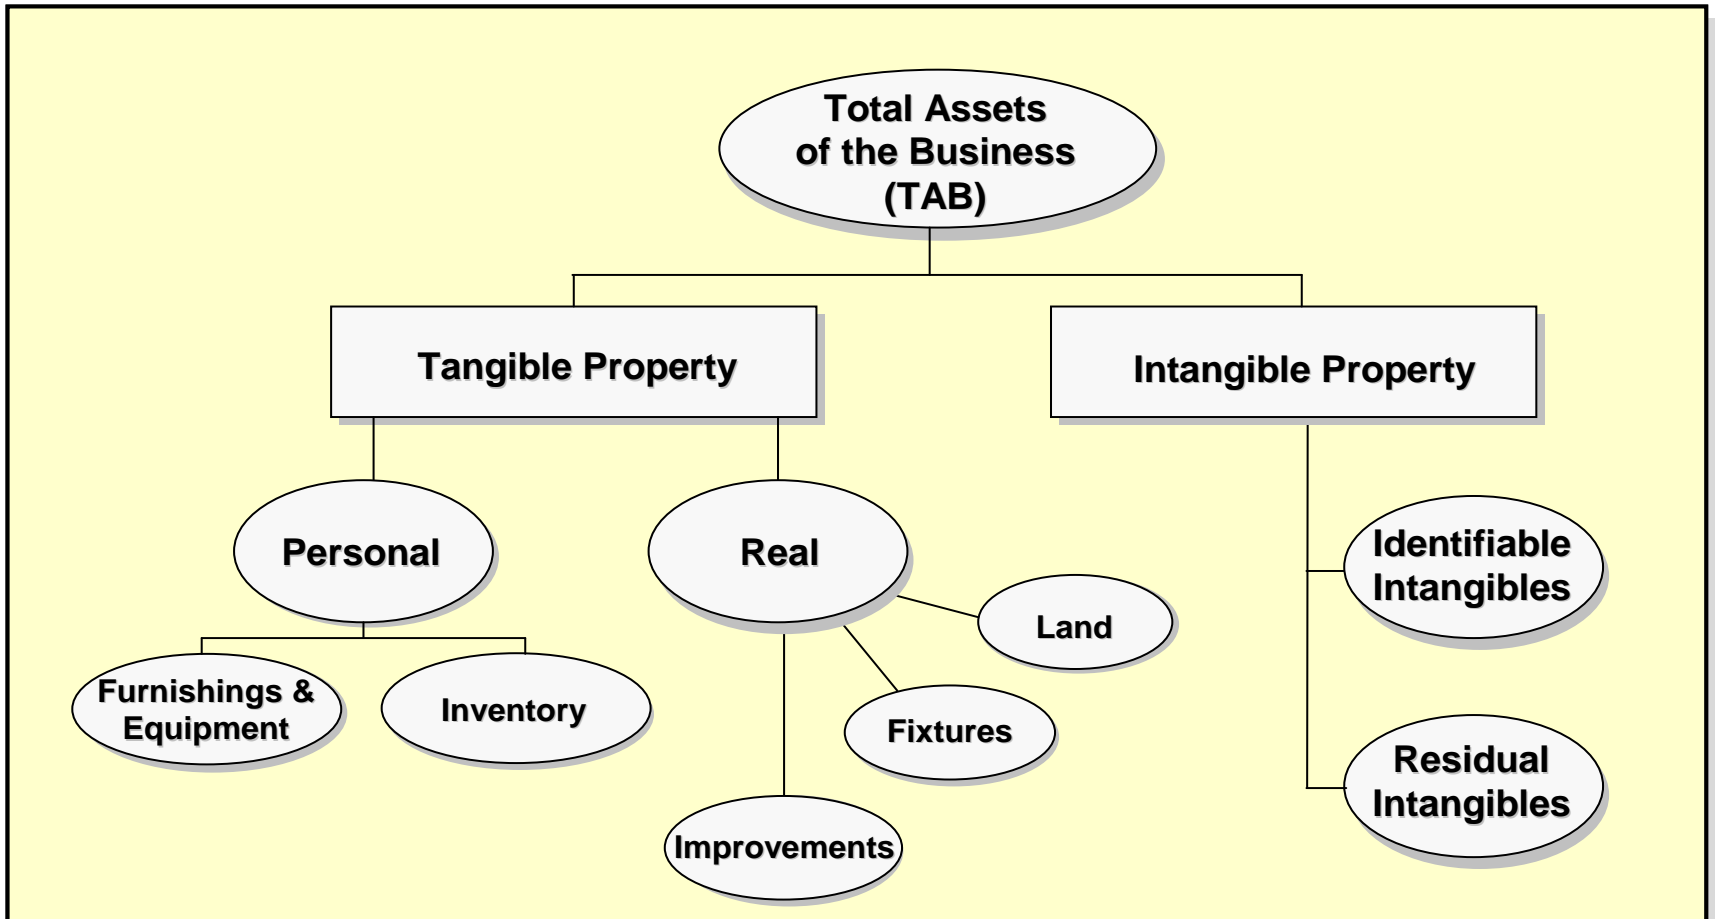 Total Assets
of the Business
(TAB)
Tangible Property
Intangible Property
Personal
Real
Identifiable
Intangibles
Land
Furnishings &
Equipment
Inventory
Fixtures
Residual
Intangibles
Improvements